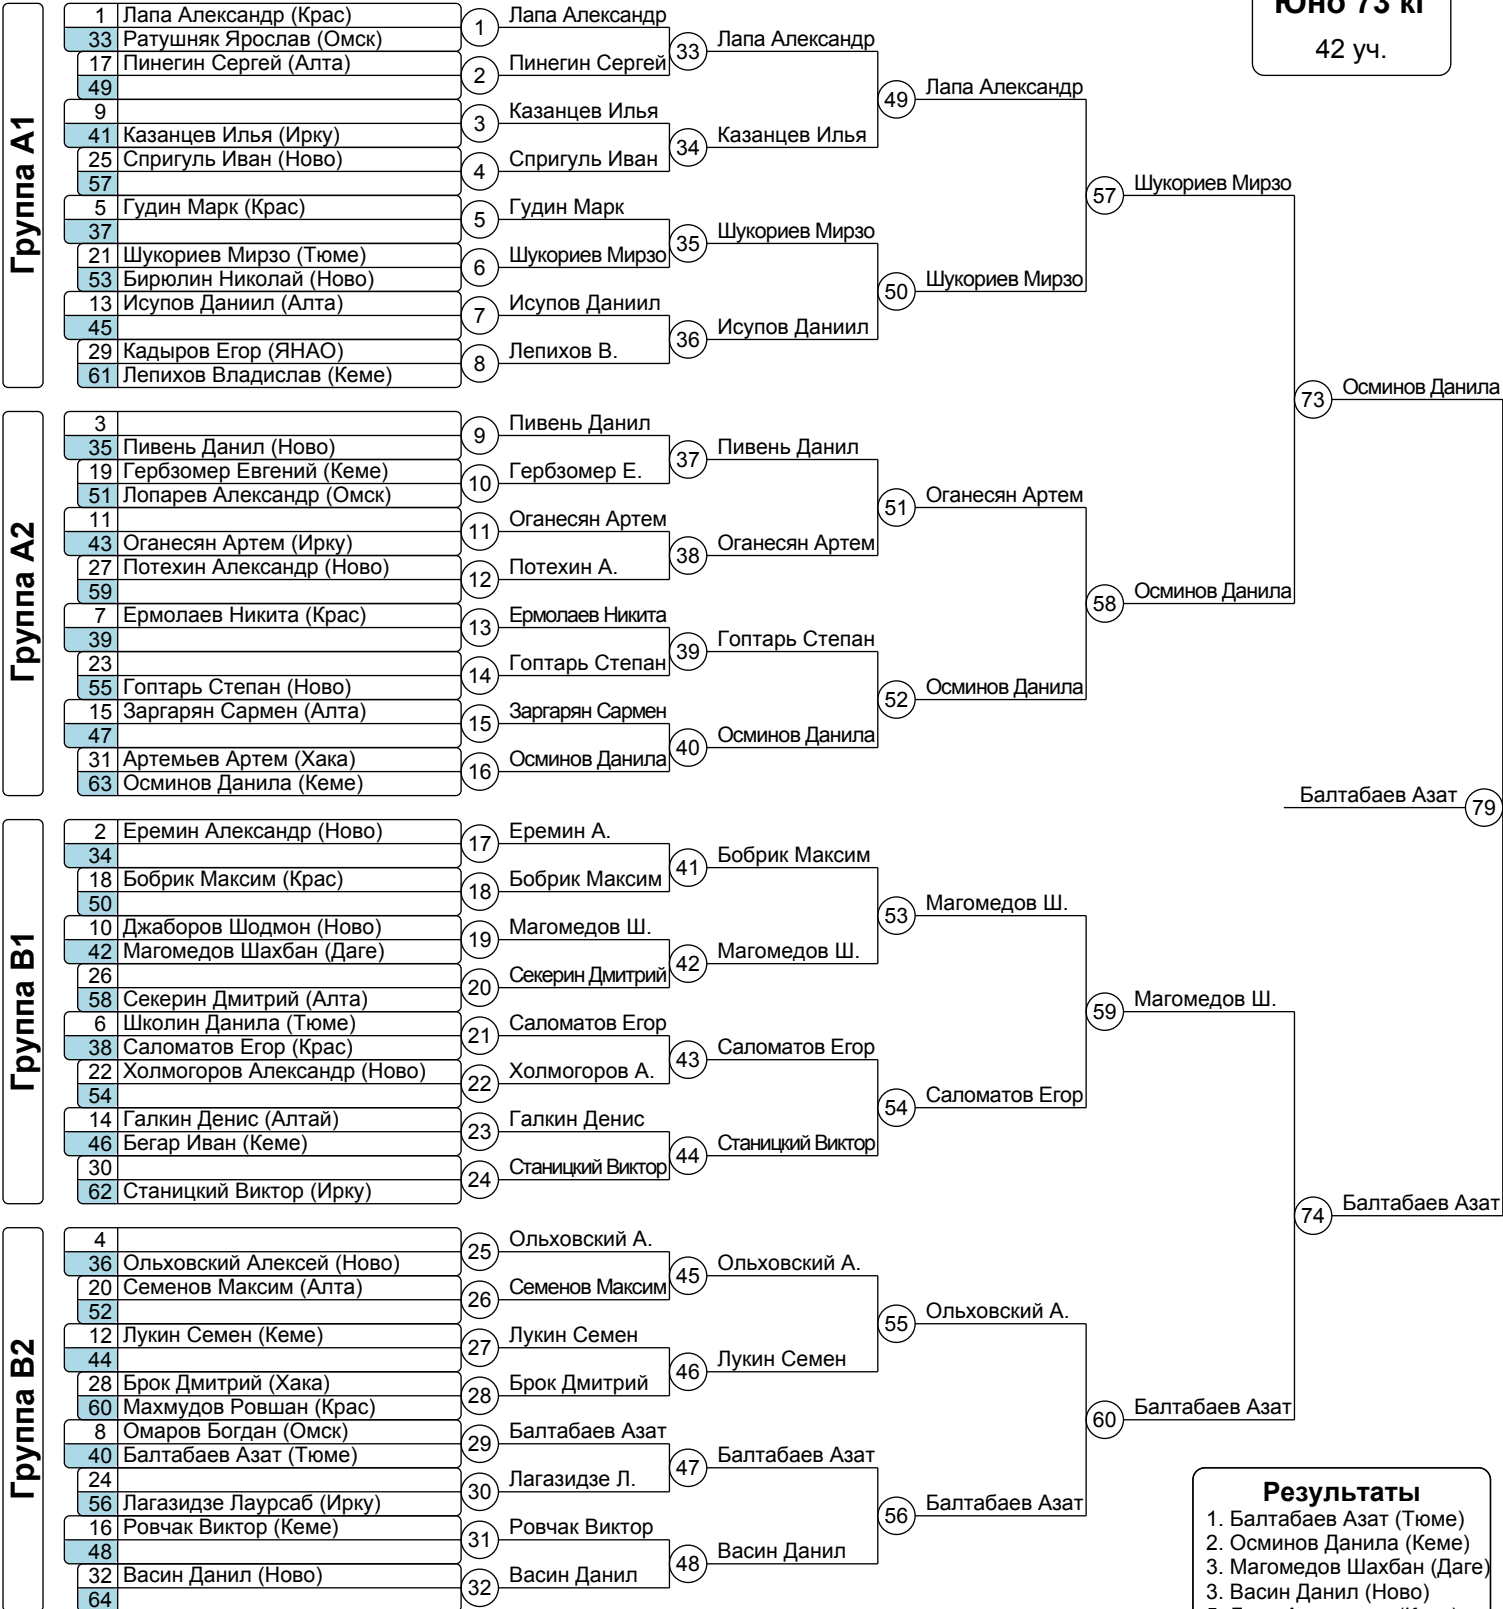 Юно 73 кг
42 уч.
Группа A1
1 Лапа Александр (Крас)
33 Ратушняк Ярослав (Омск)
17 Пинегин Сергей (Алта)
49
9
41 Казанцев Илья (Ирку)
25 Спригуль Иван (Ново)
57
5 Гудин Марк (Крас)
37
21 Шукориев Мирзо (Тюме)
53 Бирюлин Николай (Ново)
13 Исупов Даниил (Алта)
45
29 Кадыров Егор (ЯНАО)
61 Лепихов Владислав (Кеме)
1 Лапа Александр
2 Пинегин Сергей
3 Казанцев Илья
4 Спригуль Иван
5 Гудин Марк
6 Шукориев Мирзо
7 Исупов Даниил
8 Лепихов В.
33 Лапа Александр
34 Казанцев Илья
35 Шукориев Мирзо
36 Исупов Даниил
49 Лапа Александр
50 Шукориев Мирзо
57 Шукориев Мирзо
Группа A2
3
35 Пивень Данил (Ново)
19 Гербзомер Евгений (Кеме)
51 Лопарев Александр (Омск)
11
43 Оганесян Артем (Ирку)
27 Потехин Александр (Ново)
59
7 Ермолаев Никита (Крас)
39
23
55 Гоптарь Степан (Ново)
15 Заргарян Сармен (Алта)
47
31 Артемьев Артем (Хака)
63 Осминов Данила (Кеме)
9 Пивень Данил
10 Гербзомер Е.
11 Оганесян Артем
12 Потехин А.
13 Ермолаев Никита
14 Гоптарь Степан
15 Заргарян Сармен
16 Осминов Данила
37 Пивень Данил
38 Оганесян Артем
39 Гоптарь Степан
40 Осминов Данила
51 Оганесян Артем
52 Осминов Данила
58 Осминов Данила
73 Осминов Данила
Группа B1
2 Еремин Александр (Ново)
34
18 Бобрик Максим (Крас)
50
10 Джаборов Шодмон (Ново)
42 Магомедов Шахбан (Даге)
26
58 Секерин Дмитрий (Алта)
6 Школин Данила (Тюме)
38 Саломатов Егор (Крас)
22 Холмогоров Александр (Ново)
54
14 Галкин Денис (Алтай)
46 Бегар Иван (Кеме)
30
62 Станицкий Виктор (Ирку)
17 Еремин А.
18 Бобрик Максим
19 Магомедов Ш.
20 Секерин Дмитрий
21 Саломатов Егор
22 Холмогоров А.
23 Галкин Денис
24 Станицкий Виктор
41 Бобрик Максим
42 Магомедов Ш.
43 Саломатов Егор
44 Станицкий Виктор
53 Магомедов Ш.
54 Саломатов Егор
59 Магомедов Ш.
Группа B2
4
36 Ольховский Алексей (Ново)
20 Семенов Максим (Алта)
52
12 Лукин Семен (Кеме)
44
28 Брок Дмитрий (Хака)
60 Махмудов Ровшан (Крас)
8 Омаров Богдан (Омск)
40 Балтабаев Азат (Тюме)
24
56 Лагазидзе Лаурсаб (Ирку)
16 Ровчак Виктор (Кеме)
48
32 Васин Данил (Ново)
64
25 Ольховский А.
26 Семенов Максим
27 Лукин Семен
28 Брок Дмитрий
29 Балтабаев Азат
30 Лагазидзе Л.
31 Ровчак Виктор
32 Васин Данил
45 Ольховский А.
46 Лукин Семен
47 Балтабаев Азат
48 Васин Данил
55 Ольховский А.
56 Балтабаев Азат
60 Балтабаев Азат
74 Балтабаев Азат
Балтабаев Азат 79
Результаты
1. Балтабаев Азат (Тюме)
2. Осминов Данила (Кеме)
3. Магомедов Шахбан (Даге)
3. Васин Данил (Ново)